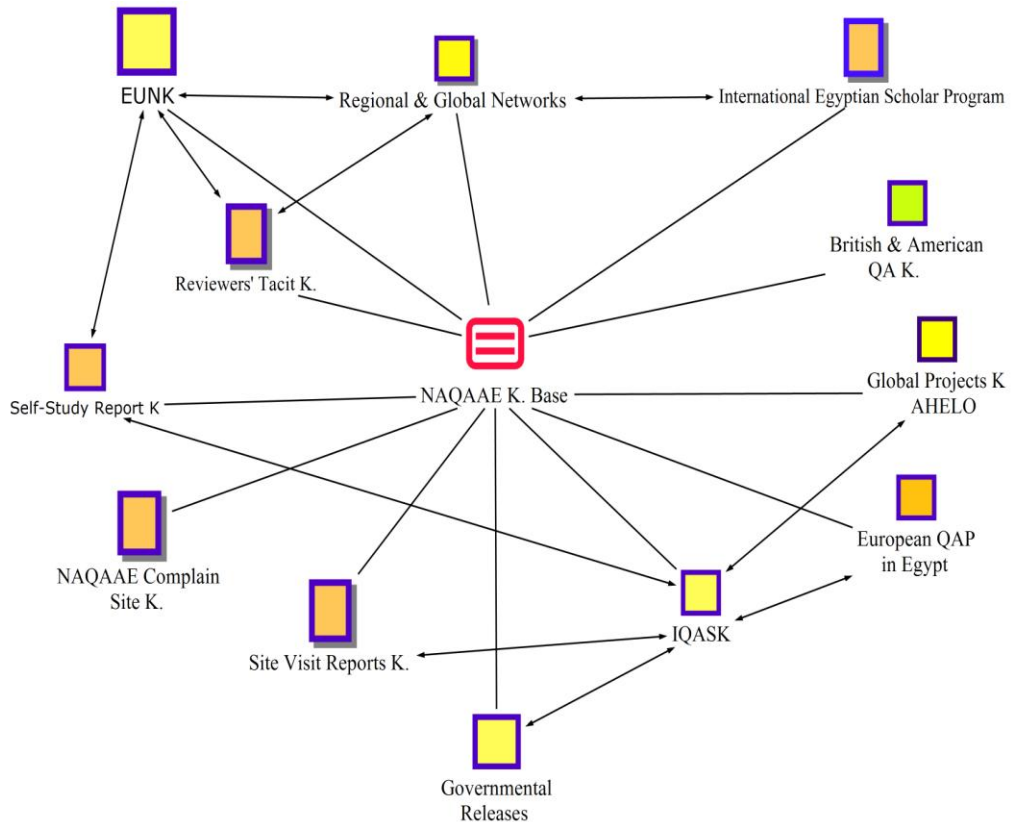 EUNK
Regional & Global Networks
International Egyptian Scholar Program
British & American
QA K.
Reviewers' Tacit K.
Global Projects K
AHELO
NAQAAE K. Base
Self-Study Report K
European QAP
in Egypt
NAQAAE Complain
Site K.
IQASK
Site Visit Reports K.
Governmental
Releases